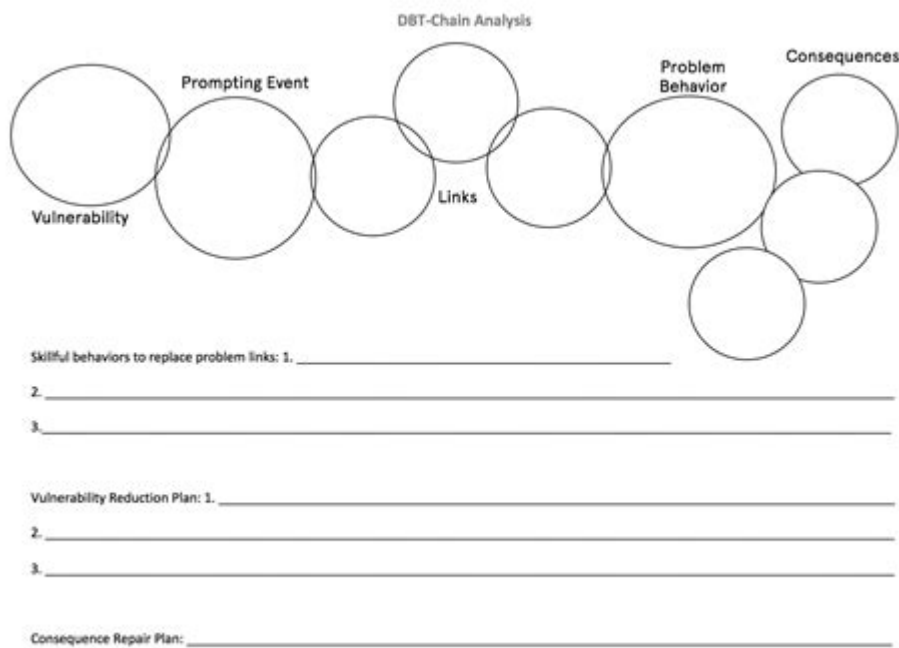 DBT-Chain Analysis
Consequences
Problem
Behavior
Prompting Event
Links
Vulnerability
Skillful behaviors to replace problem links: 1.
2.
3.
Vulnerability Reduction Plan: 1.
2.
3.
Consequence Repair Plan: